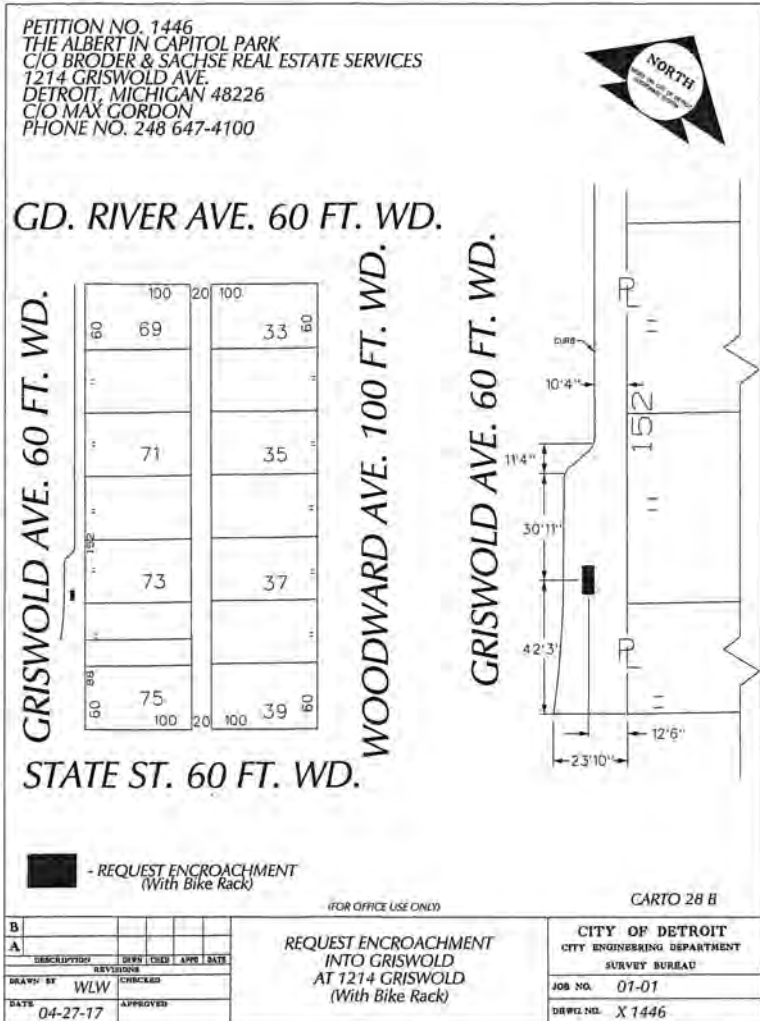 PETITION NO. 1446
THE ALBERT IN CAPITOL PARK
C/O BRODER & SACHSE REAL ESTATE SERVICES
1214 GRISWOLD AVE.
DETROIT, MICHIGAN 48226
C/O MAX GORDON
PHONE NO. 248 647-4100
NORTH
GD. RIVER AVE. 60 FT. WD.
GRISWOLD AVE. 60 FT. WD.
100 20 100
60 69 33 60
" "
" 71 35 "
" "
152
" 73 37 "
" "
88
60 75 39 60
100 20 100
WOODWARD AVE. 100 FT. WD.
STATE ST. 60 FT. WD.
GRISWOLD AVE. 60 FT. WD.
PL
"
CURB
10'4"
152
11'4"
"
30'11"
42'3"
PL
"
12'6"
23'10"
- REQUEST ENCROACHMENT
(With Bike Rack)
(FOR OFFICE USE ONLY)
CARTO 28 B
B
A
DESCRIPTION DRWN CHKD APPD DATE
REVISIONS
DRAWN BY WLW CHECKED
DATE 04-27-17 APPROVED
REQUEST ENCROACHMENT
INTO GRISWOLD
AT 1214 GRISWOLD
(With Bike Rack)
CITY OF DETROIT
CITY ENGINEERING DEPARTMENT
SURVEY BUREAU
JOB NO. 01-01
DRWG. NO. X 1446